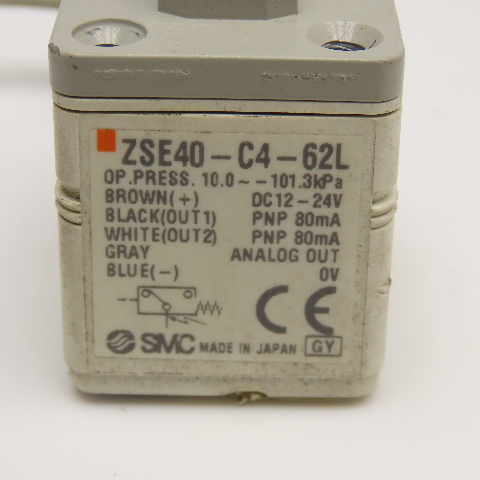 ZSE40-C4-62L
OP.PRESS. 10.0~-101.3kPa
BROWN(+) DC12-24V
BLACK(OUT1) PNP 80mA
WHITE(OUT2) PNP 80mA
GRAY ANALOG OUT
BLUE(-) 0V
CE
SMC MADE IN JAPAN GY